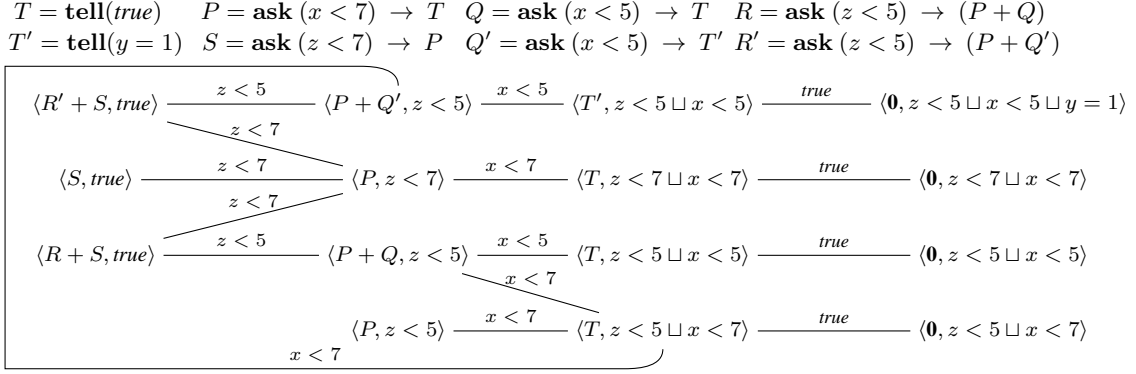 T = tell(true) P = ask (x < 7) → T Q = ask (x < 5) → T R = ask (z < 5) → (P + Q)
T′ = tell(y = 1) S = ask (z < 7) → P Q′ = ask (x < 5) → T′ R′ = ask (z < 5) → (P + Q′)
⟨R′ + S, true⟩ z < 5 ⟨P + Q′, z < 5⟩ x < 5 ⟨T′, z < 5 ⊔ x < 5⟩ true ⟨0, z < 5 ⊔ x < 5 ⊔ y = 1⟩
z < 7
⟨S, true⟩ z < 7 ⟨P, z < 7⟩ x < 7 ⟨T, z < 7 ⊔ x < 7⟩ true ⟨0, z < 7 ⊔ x < 7⟩
z < 7
⟨R + S, true⟩ z < 5 ⟨P + Q, z < 5⟩ x < 5 ⟨T, z < 5 ⊔ x < 5⟩ true ⟨0, z < 5 ⊔ x < 5⟩
x < 7
⟨P, z < 5⟩ x < 7 ⟨T, z < 5 ⊔ x < 7⟩ true ⟨0, z < 5 ⊔ x < 7⟩
x < 7